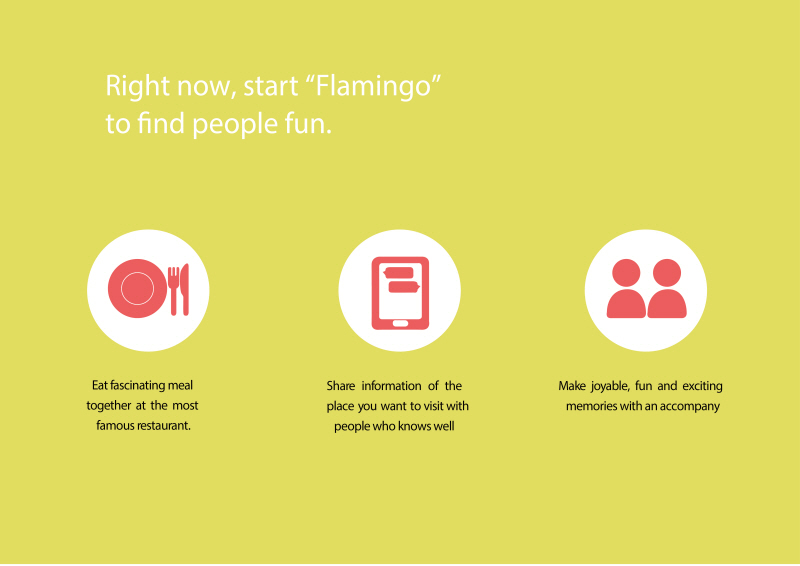 Right now, start “Flamingo”
to find people fun.
Eat fascinating meal
together at the most
famous restaurant.
Share information of the
place you want to visit with
people who knows well
Make joyable, fun and exciting
memories with an accompany